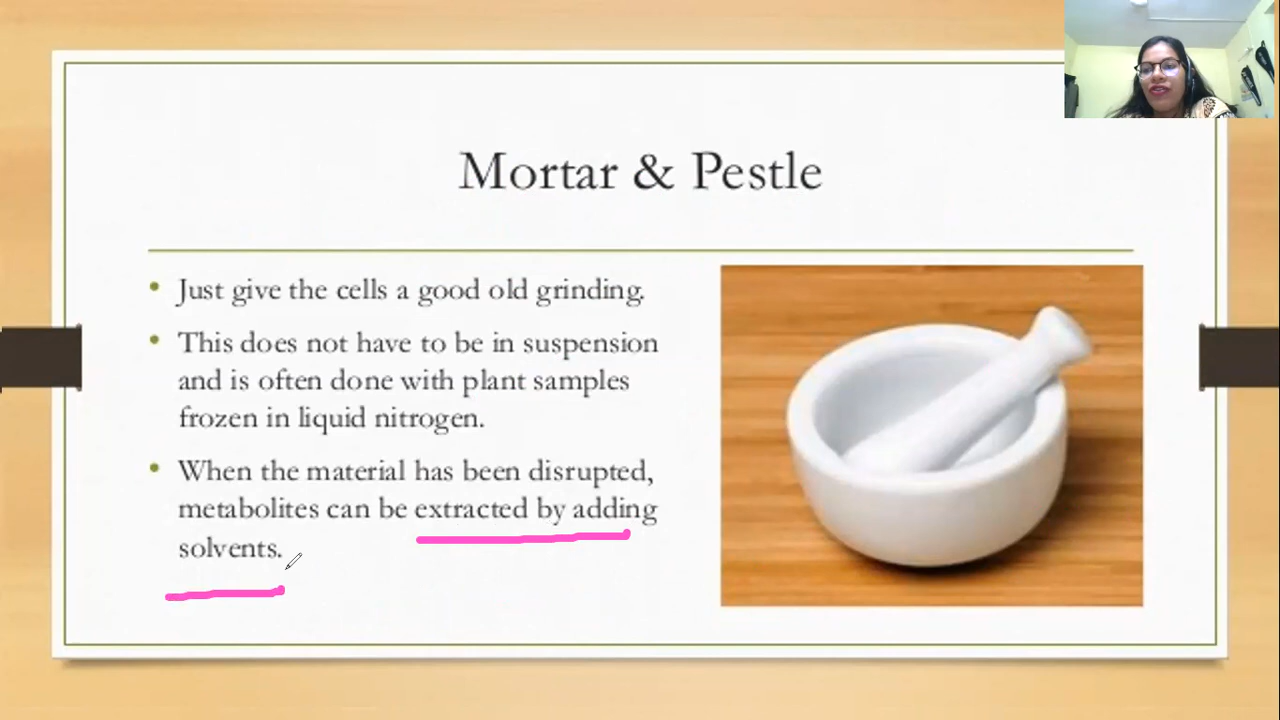 Mortar & Pestle
Just give the cells a good old grinding.
This does not have to be in suspension
and is often done with plant samples
frozen in liquid nitrogen.
When the material has been disrupted,
metabolites can be extracted by adding
solvents.